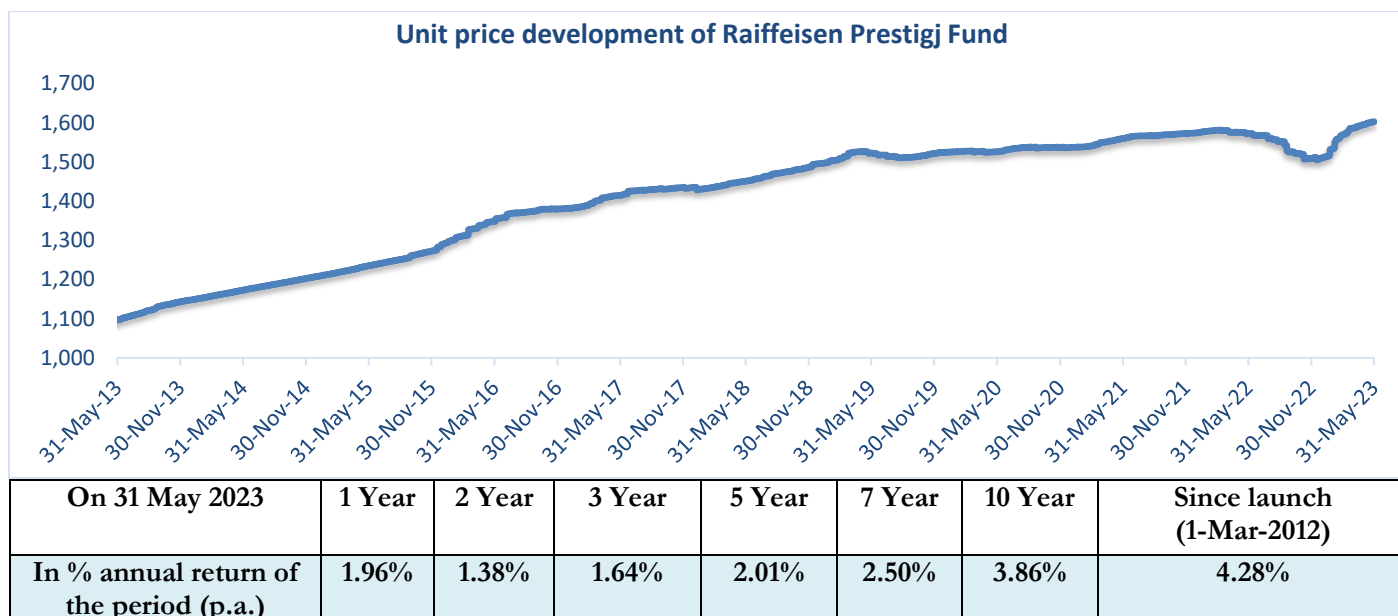 Unit price development of Raiffeisen Prestigj Fund
1,700
1,600
1,500
1,400
1,300
1,200
1,100
1,000
31-May-13
30-Nov-13
31-May-14
30-Nov-14
31-May-15
30-Nov-15
31-May-16
30-Nov-16
31-May-17
30-Nov-17
31-May-18
30-Nov-18
31-May-19
30-Nov-19
31-May-20
30-Nov-20
31-May-21
30-Nov-21
31-May-22
30-Nov-22
31-May-23
On 31 May 2023 1 Year 2 Year 3 Year 5 Year 7 Year 10 Year Since launch
(1-Mar-2012)
In % annual return of 1.96% 1.38% 1.64% 2.01% 2.50% 3.86% 4.28%
the period (p.a.)